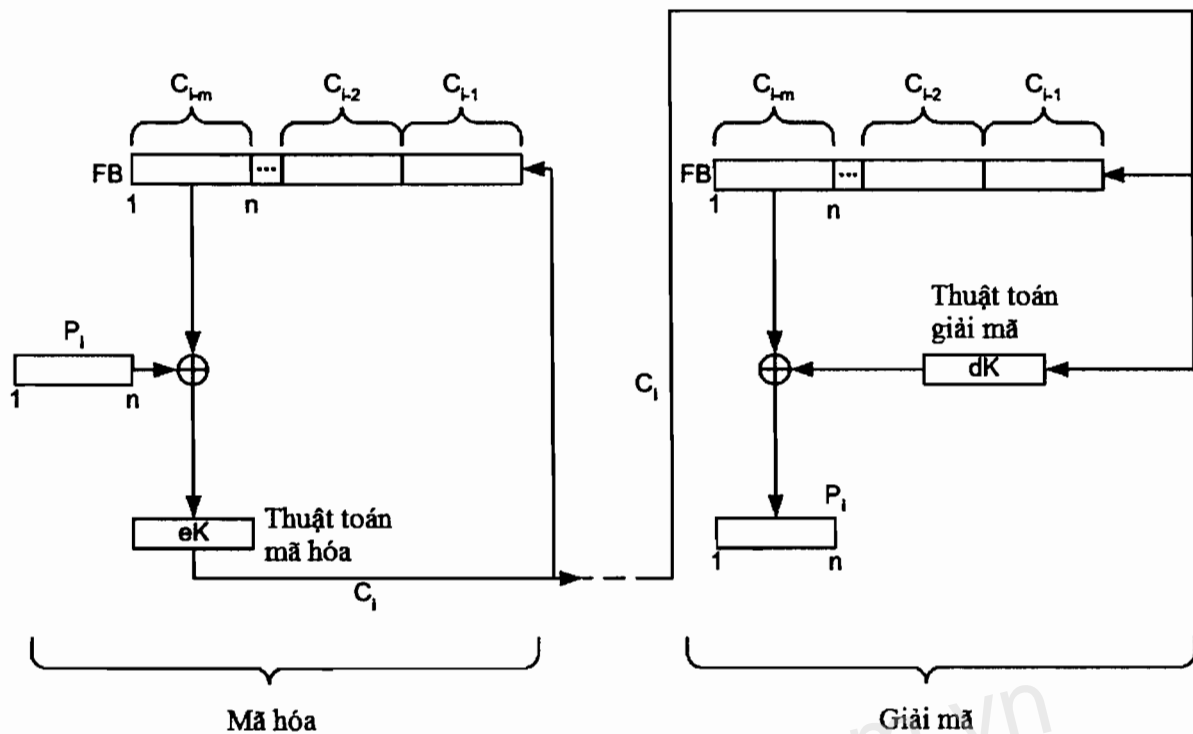 C_{i-m} C_{i-2} C_{i-1}
FB ...
1 n
P_i
1 n
eK
Thuật toán
mã hóa
C_i
Mã hóa
C_i
C_{i-m} C_{i-2} C_{i-1}
FB ...
1 n
Thuật toán
giải mã
dK
P_i
1 n
Giải mã